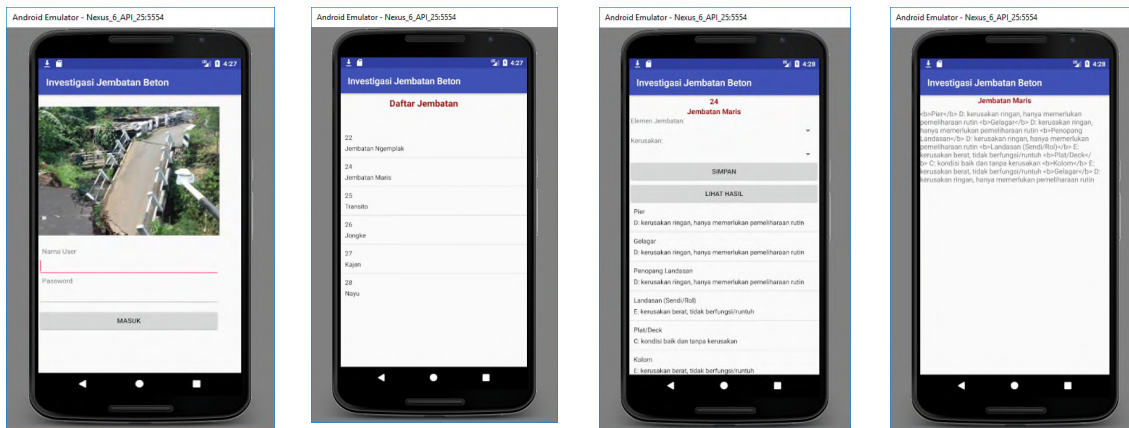 Android Emulator - Nexus_6_API_25:5554
4:27
Investigasi Jembatan Beton
Nama User
Password
MASUK
Android Emulator - Nexus_6_API_25:5554
4:27
Investigasi Jembatan Beton
Daftar Jembatan
22
Jembatan Ngemplak
24
Jembatan Maris
25
Transito
26
Jongke
27
Kajen
28
Nayu
Android Emulator - Nexus_6_API_25:5554
4:28
Investigasi Jembatan Beton
24
Jembatan Maris
Elemen Jembatan:
Kerusakan:
SIMPAN
LIHAT HASIL
Pier
D: kerusakan ringan, hanya memerlukan pemeliharaan rutin
Gelagar
D: kerusakan ringan, hanya memerlukan pemeliharaan rutin
Penopang Landasan
D: kerusakan ringan, hanya memerlukan pemeliharaan rutin
Landasan (Sendi/Rol)
E: kerusakan berat, tidak berfungsi/runtuh
Plat/Deck
C: kondisi baik dan tanpa kerusakan
Kolom
E: kerusakan berat, tidak berfungsi/runtuh
Android Emulator - Nexus_6_API_25:5554
4:28
Investigasi Jembatan Beton
Jembatan Maris
<b>Pier</b> D: kerusakan ringan, hanya memerlukan
pemeliharaan rutin <b>Gelagar</b> D: kerusakan ringan,
hanya memerlukan pemeliharaan rutin <b>Penopang
Landasan</b> D: kerusakan ringan, hanya memerlukan
pemeliharaan rutin <b>Landasan (Sendi/Rol)</b> E:
kerusakan berat, tidak berfungsi/runtuh <b>Plat/Deck</
b> C: kondisi baik dan tanpa kerusakan <b>Kolom</b> E:
kerusakan berat, tidak berfungsi/runtuh <b>Gelagar</b> D:
kerusakan ringan, hanya memerlukan pemeliharaan rutin